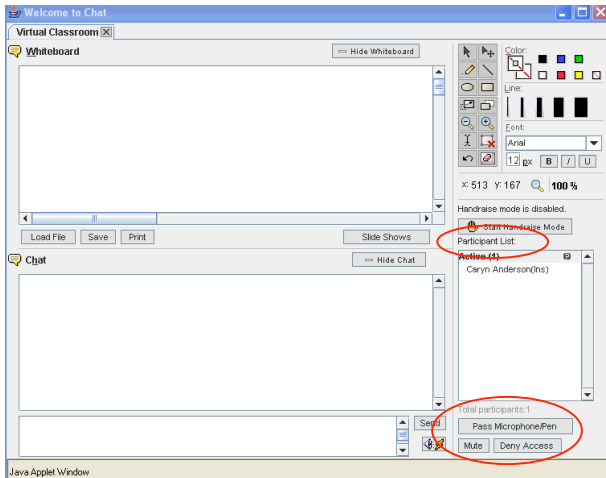 Welcome to Chat
Virtual Classroom
Whiteboard
Hide Whiteboard
Color:
Line:
Font:
Arial
12 px B I U
x: 513 y: 167 100 %
Handraise mode is disabled.
Load File Save Print Slide Shows
Start Handraise Mode
Participant List:
Chat
Hide Chat
Active (1)
Caryn Anderson(Ins)
Total participants:1
Send
Pass Microphone/Pen
Mute Deny Access
Java Applet Window